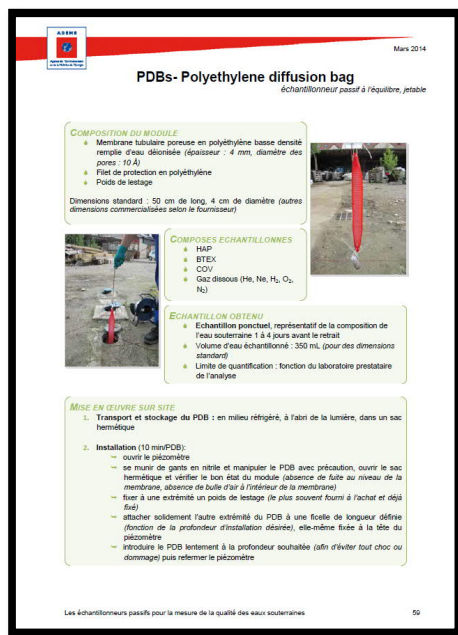 ADEME
Mars 2014
PDBs- Polyethylene diffusion bag
échantillonneur passif à l'équilibre, jetable
COMPOSITION DU MODULE
Membrane tubulaire poreuse en polyéthylène basse densité
remplie d'eau déionisée (épaisseur : 4 mm, diamètre des
pores : 10 Å)
Filet de protection en polyéthylène
Poids de lestage
Dimensions standard : 50 cm de long, 4 cm de diamètre (autres
dimensions commercialisées selon le fournisseur)
COMPOSES ECHANTILLONNES
HAP
BTEX
COV
Gaz dissous (He, Ne, H2, O2,
N2)
ECHANTILLON OBTENU
Echantillon ponctuel, représentatif de la composition de
l'eau souterraine 1 à 4 jours avant le retrait
Volume d'eau échantillonné : 350 mL (pour des dimensions
standard)
Limite de quantification : fonction du laboratoire prestataire
de l'analyse
MISE EN ŒUVRE SUR SITE
1. Transport et stockage du PDB : en milieu réfrigéré, à l'abri de la lumière, dans un sac
hermétique
2. Installation (10 min/PDB):
ouvrir le piézomètre
se munir de gants en nitrile et manipuler le PDB avec précaution, ouvrir le sac
hermétique et vérifier le bon état du module (absence de fuite au niveau de la
membrane, absence de bulle d'air à l'intérieur de la membrane)
fixer à une extrémité un poids de lestage (le plus souvent fourni à l'achat et déjà
fixé)
attacher solidement l'autre extrémité du PDB à une ficelle de longueur définie
(fonction de la profondeur d'installation désirée), elle-même fixée à la tête du
piézomètre
introduire le PDB lentement à la profondeur souhaitée (afin d'éviter tout choc ou
dommage) puis refermer le piézomètre
Les échantillonneurs passifs pour la mesure de la qualité des eaux souterraines 59